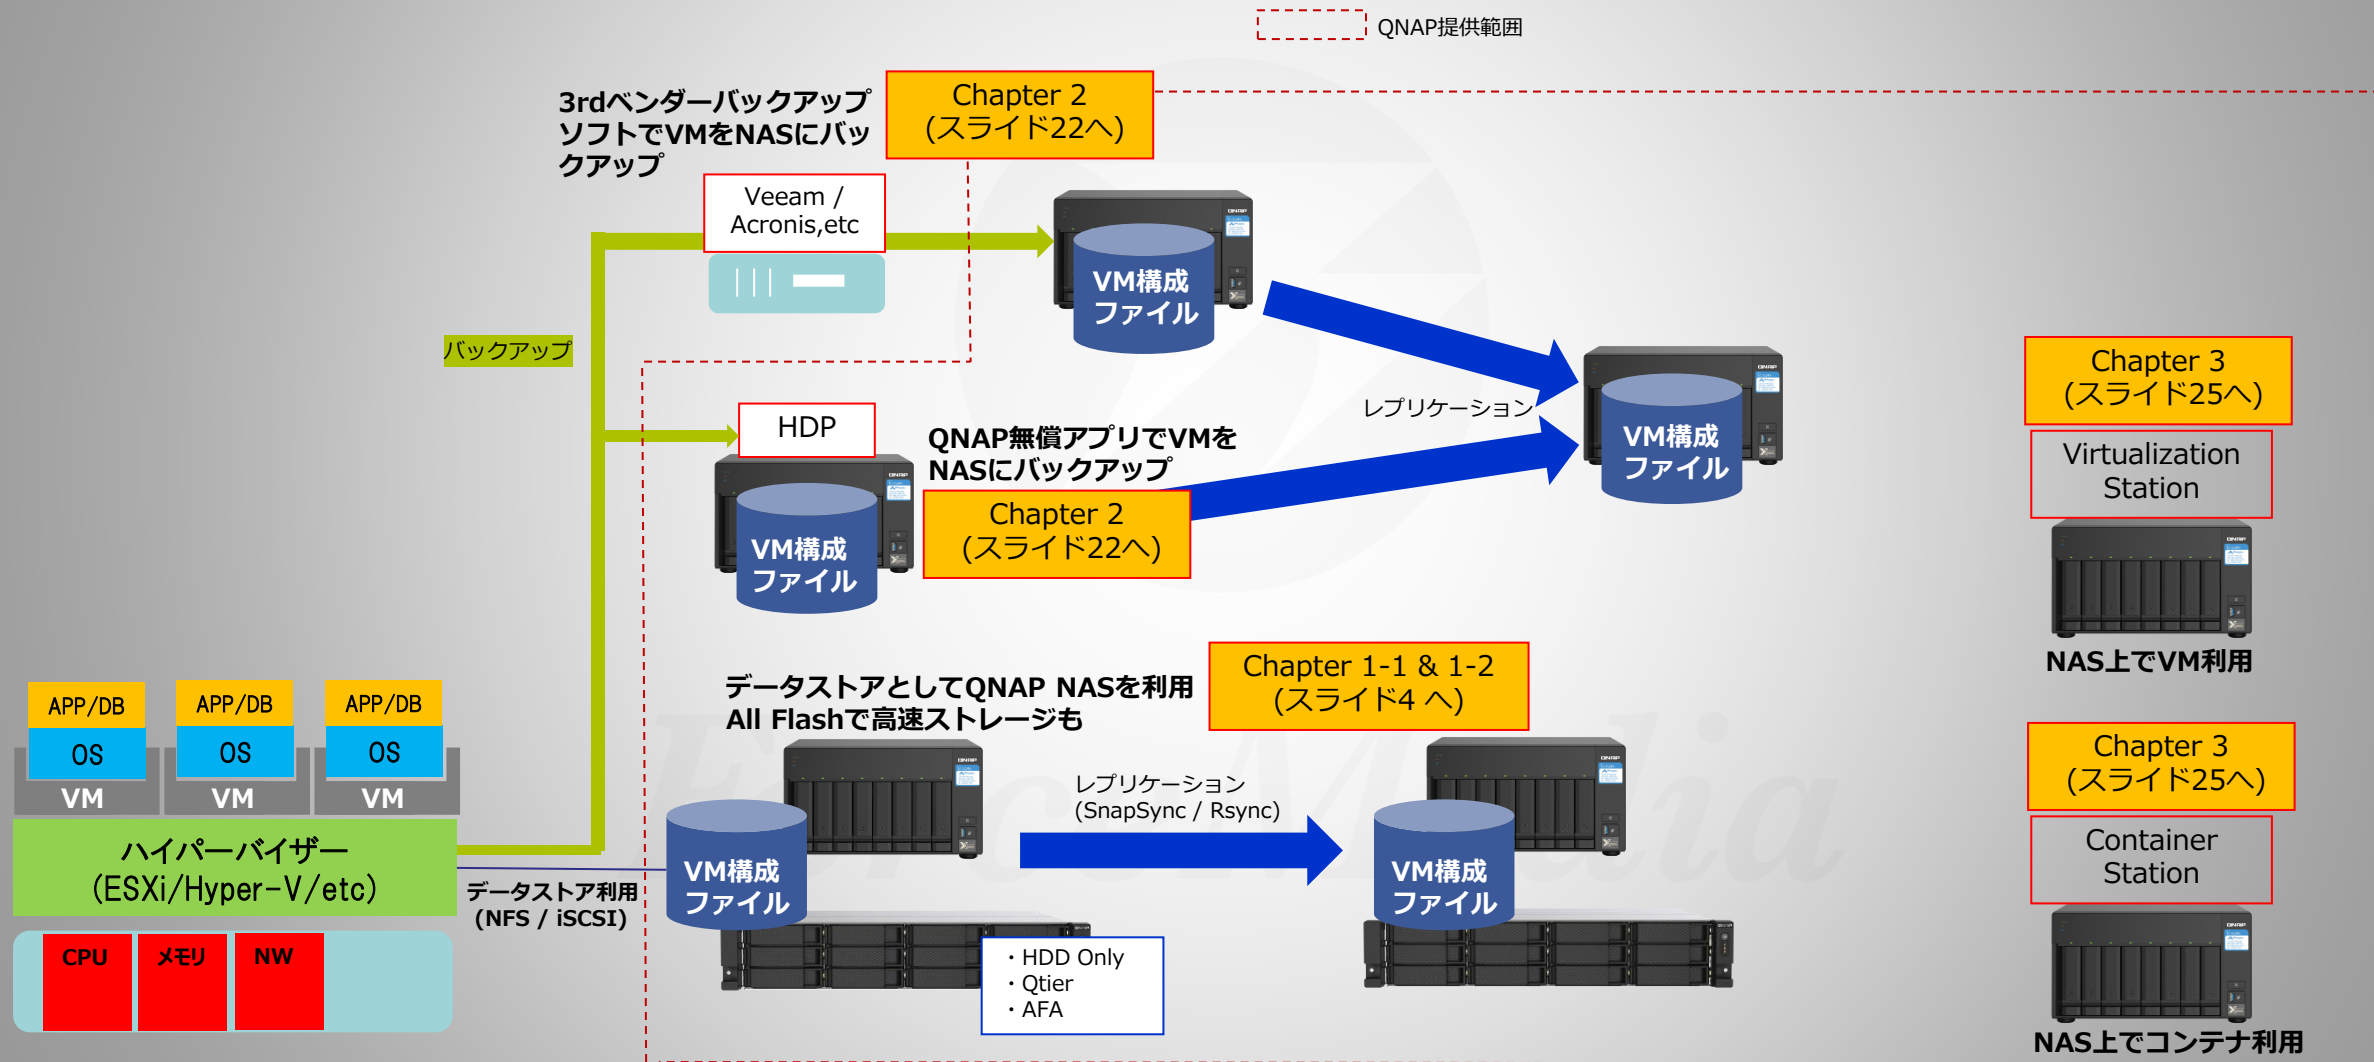 QNAP提供範囲
3rdベンダーバックアップ
ソフトでVMをNASにバッ
クアップ
Chapter 2
(スライド22へ)
Veeam /
Acronis,etc
QNAP
VM構成
ファイル
バックアップ
HDP
QNAP
VM構成
ファイル
QNAP無償アプリでVMを
NASにバックアップ
Chapter 2
(スライド22へ)
レプリケーション
QNAP
VM構成
ファイル
Chapter 3
(スライド25へ)
Virtualization
Station
QNAP
NAS上でVM利用
データストアとしてQNAP NASを利用
All Flashで高速ストレージも
Chapter 1-1 & 1-2
(スライド4 へ)
APP/DB
APP/DB
APP/DB
OS
OS
OS
VM
VM
VM
ハイパーバイザー
(ESXi/Hyper-V/etc)
CPU
メモリ
NW
データストア利用
(NFS / iSCSI)
QNAP
VM構成
ファイル
・HDD Only
・Qtier
・AFA
レプリケーション
(SnapSync / Rsync)
QNAP
VM構成
ファイル
Chapter 3
(スライド25へ)
Container
Station
QNAP
NAS上でコンテナ利用